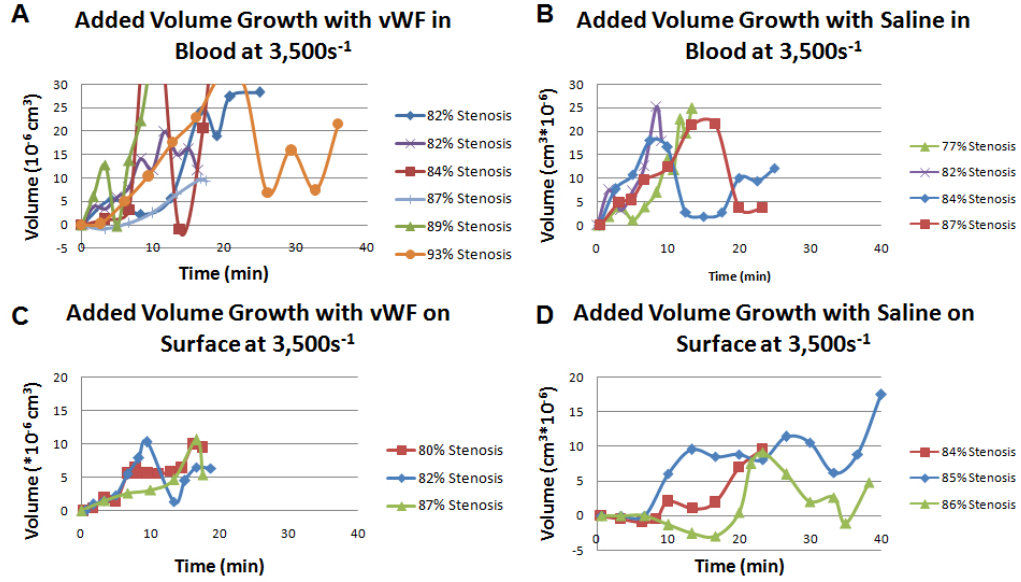 A
Added Volume Growth with vWF in
Blood at 3,500s-1
Volume (10-6 cm3)
30
25
20
15
10
5
0
-5
0
10
20
30
40
Time (min)
82% Stenosis
82% Stenosis
84% Stenosis
87% Stenosis
89% Stenosis
93% Stenosis
B
Added Volume Growth with Saline in
Blood at 3,500s-1
Volume (cm3*10-6)
30
25
20
15
10
5
0
0
10
20
30
40
Time (min)
77% Stenosis
82% Stenosis
84% Stenosis
87% Stenosis
C
Added Volume Growth with vWF on
Surface at 3,500s-1
Volume (*10-6 cm3)
20
15
10
5
0
0
10
20
30
40
Time (min)
80% Stenosis
82% Stenosis
87% Stenosis
D
Added Volume Growth with Saline on
Surface at 3,500s-1
Volume (cm3*10-6)
20
15
10
5
0
-5
0
10
20
30
40
Time (min)
84% Stenosis
85% Stenosis
86% Stenosis